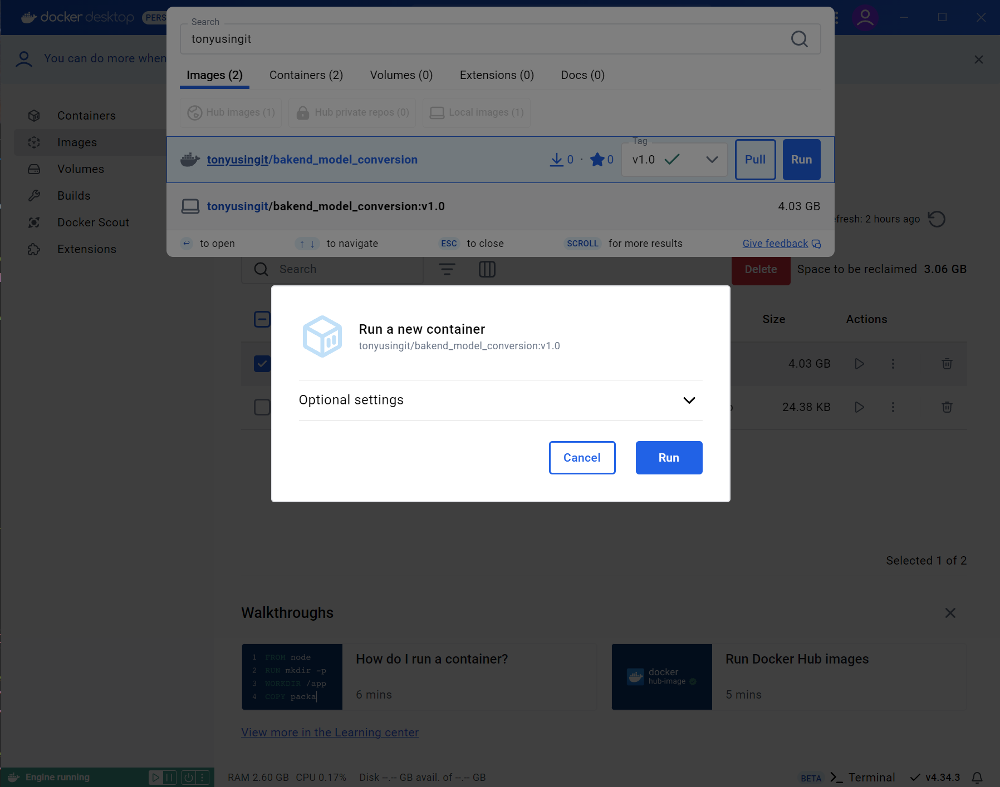 docker desktop PERS
You can do more when
Search
tonyusingit
Images (2) Containers (2) Volumes (0) Extensions (0) Docs (0)
Hub images (1) Hub private repos (0) Local images (1)
tonyusingit/bakend_model_conversion 0 · 0 Tag v1.0 Pull Run
tonyusingit/bakend_model_conversion:v1.0 4.03 GB
to open ↑ ↓ to navigate ESC to close SCROLL for more results Give feedback
Containers
Images
Volumes
Builds
Docker Scout
Extensions
efresh: 2 hours ago
Search Delete Space to be reclaimed 3.06 GB
Size Actions
4.03 GB
24.38 KB
Run a new container
tonyusingit/bakend_model_conversion:v1.0
Optional settings
Cancel Run
Selected 1 of 2
Walkthroughs
1 FROM node
2 RUN mkdir -p
3 WORKDIR /app
4 COPY packa
How do I run a container?
6 mins
docker
hub-image
Run Docker Hub images
5 mins
View more in the Learning center
Engine running RAM 2.60 GB CPU 0.17% Disk --.-- GB avail. of --.-- GB BETA Terminal v4.34.3